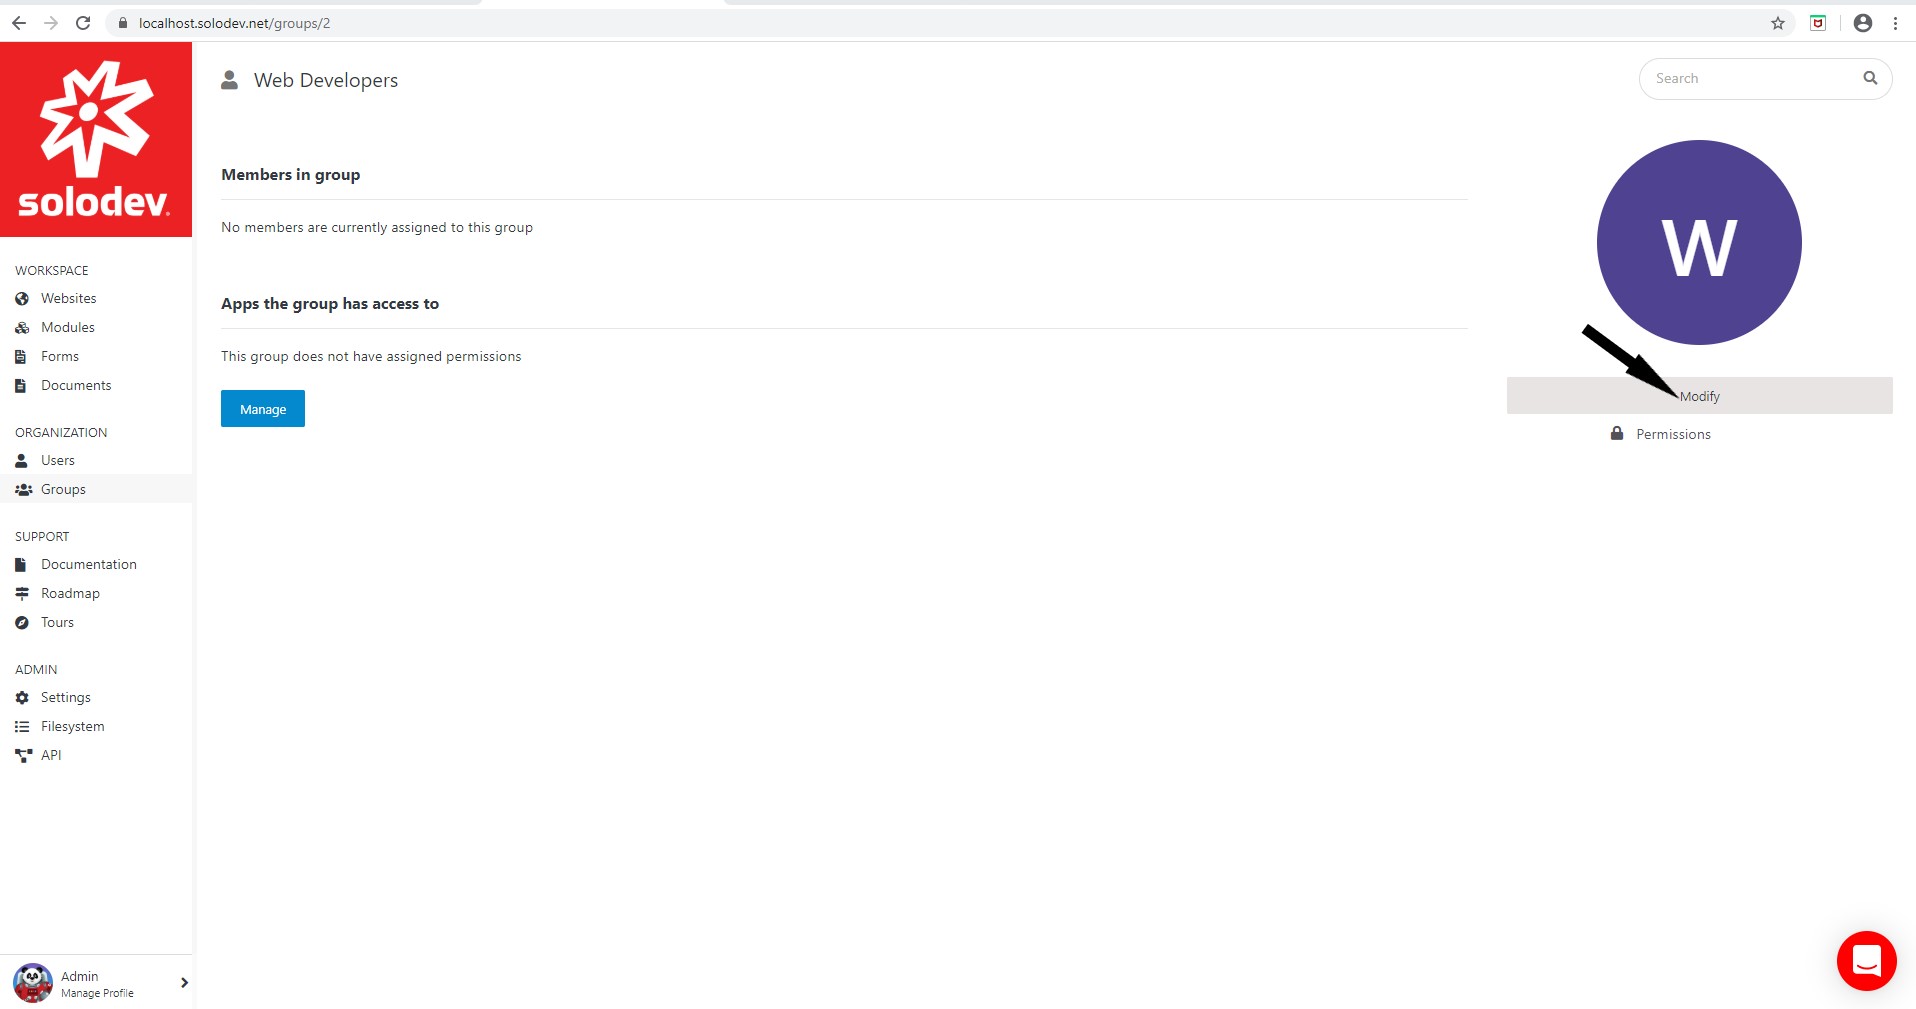 localhost.solodev.net/groups/2
solodev
Web Developers
Search
Members in group
No members are currently assigned to this group
Apps the group has access to
This group does not have assigned permissions
Manage
W
Modify
Permissions
WORKSPACE
Websites
Modules
Forms
Documents
ORGANIZATION
Users
Groups
SUPPORT
Documentation
Roadmap
Tours
ADMIN
Settings
Filesystem
API
Admin
Manage Profile